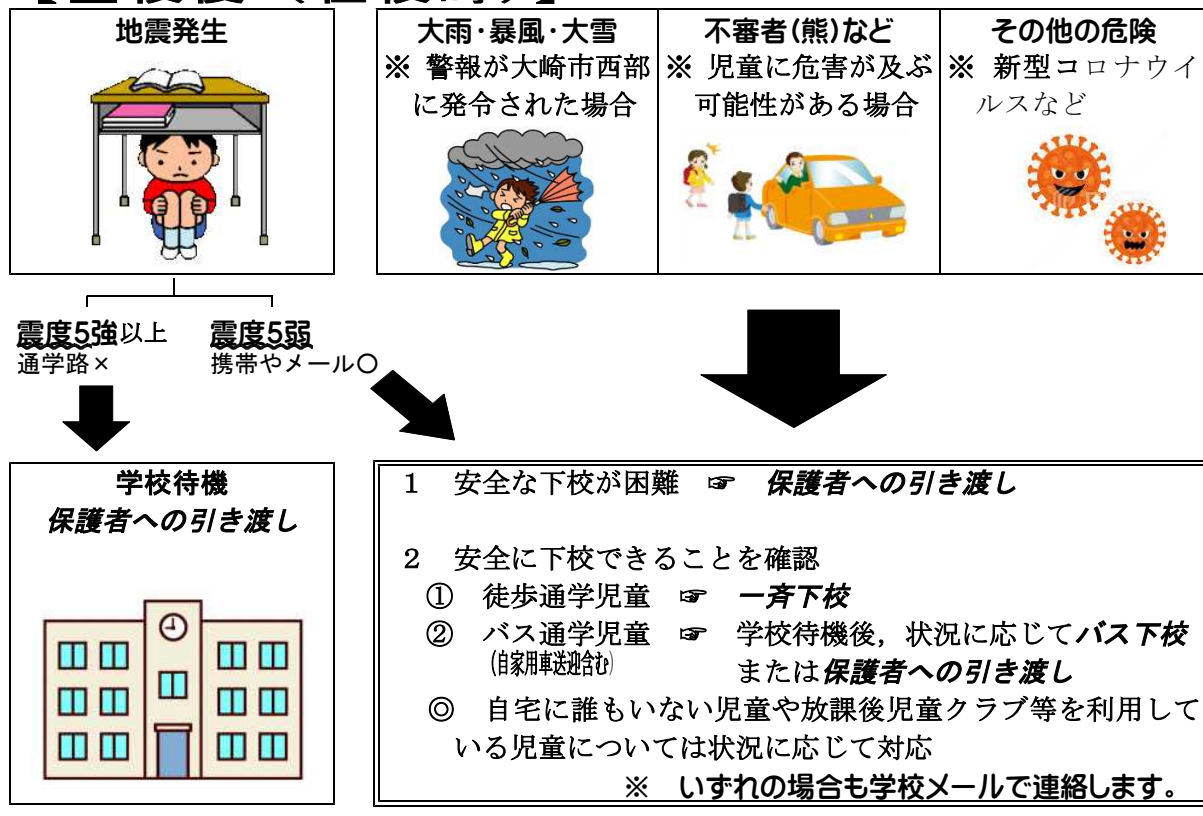 地震発生
大雨・暴風・大雪
※ 警報が大崎市西部
に発令された場合
不審者(熊)など
※ 児童に危害が及ぶ
可能性がある場合
その他の危険
※ 新型コロナウイ
ルスなど
震度5強以上
通学路×
震度5弱
携帯やメール○
学校待機
保護者への引き渡し
1 安全な下校が困難 ☞ 保護者への引き渡し
2 安全に下校できることを確認
① 徒歩通学児童 ☞ 一斉下校
② バス通学児童 ☞ 学校待機後，状況に応じてバス下校
(自家用車送迎含む) または保護者への引き渡し
◎ 自宅に誰もいない児童や放課後児童クラブ等を利用して
いる児童については状況に応じて対応
※ いずれの場合も学校メールで連絡します。